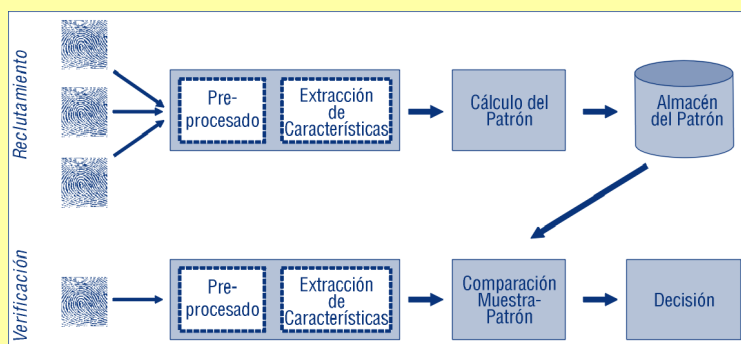 Reclutamiento
Pre-
procesado
Extracción
de
Características
Cálculo del
Patrón
Almacén
del Patrón
Verificación
Pre-
procesado
Extracción
de
Características
Comparación
Muestra-
Patrón
Decisión